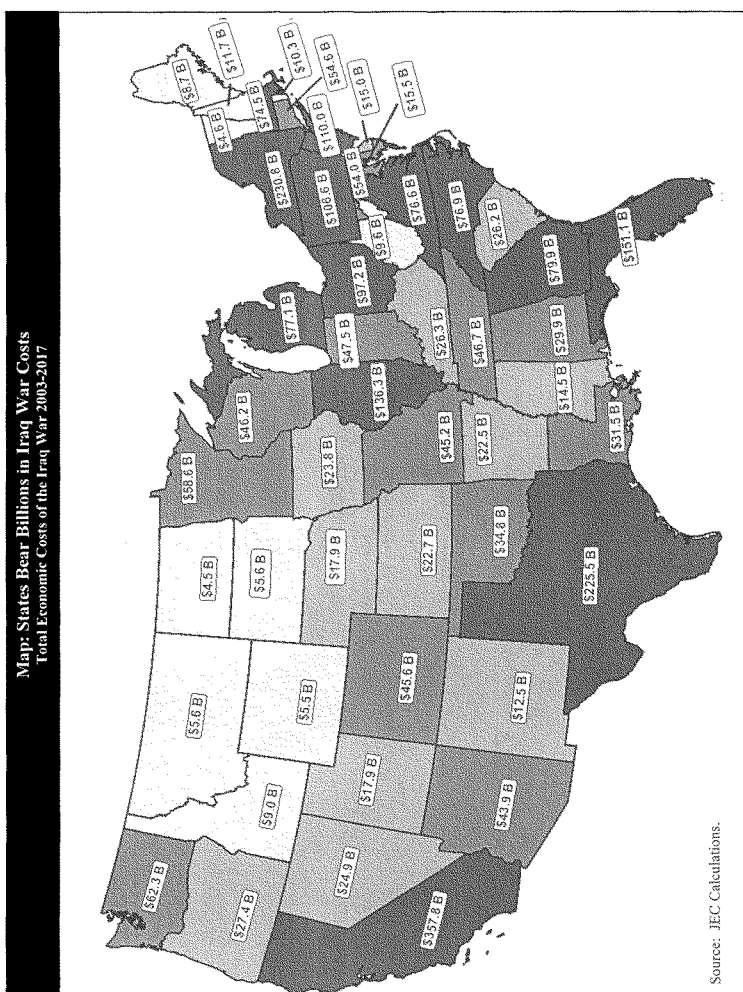 Map: States Bear Billions in Iraq War Costs
Total Economic Costs of the Iraq War 2003-2017
$62.3 B
$27.4 B
$357.8 B
$24.9 B
$9.0 B
$5.6 B
$5.5 B
$17.9 B
$43.9 B
$45.6 B
$12.5 B
$4.5 B
$5.6 B
$17.9 B
$22.7 B
$34.8 B
$225.5 B
$58.6 B
$23.8 B
$45.2 B
$22.5 B
$31.5 B
$46.2 B
$136.3 B
$77.1 B
$47.5 B
$97.2 B
$26.3 B
$46.7 B
$14.5 B
$29.9 B
$79.9 B
$151.1 B
$26.2 B
$76.9 B
$76.6 B
$9.6 B
$54.0 B
$108.6 B
$230.8 B
$110.0 B
$4.6 B
$74.5 B
$8.7 B
$11.7 B
$10.3 B
$54.6 B
$15.0 B
$15.5 B
Source: JEC Calculations.